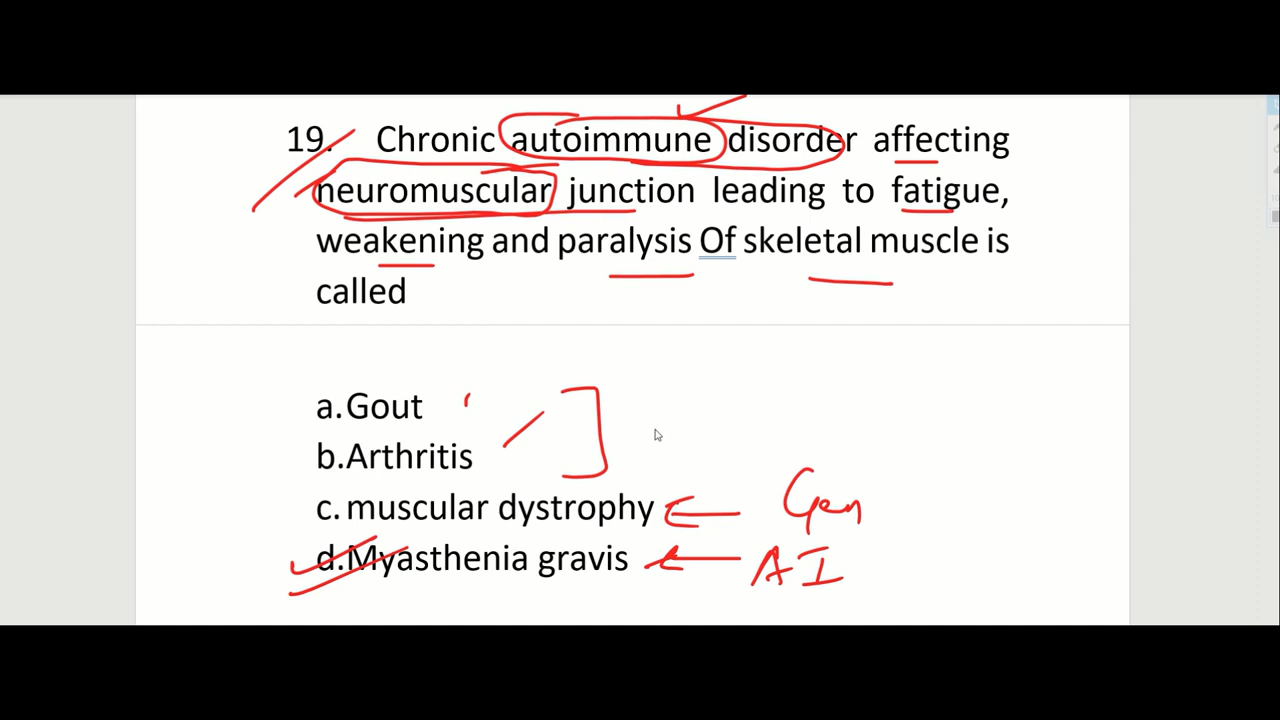 19. Chronic autoimmune disorder affecting
neuromuscular junction leading to fatigue,
weakening and paralysis Of skeletal muscle is
called
a.Gout
b.Arthritis
c. muscular dystrophy Gen
d.Myasthenia gravis AI